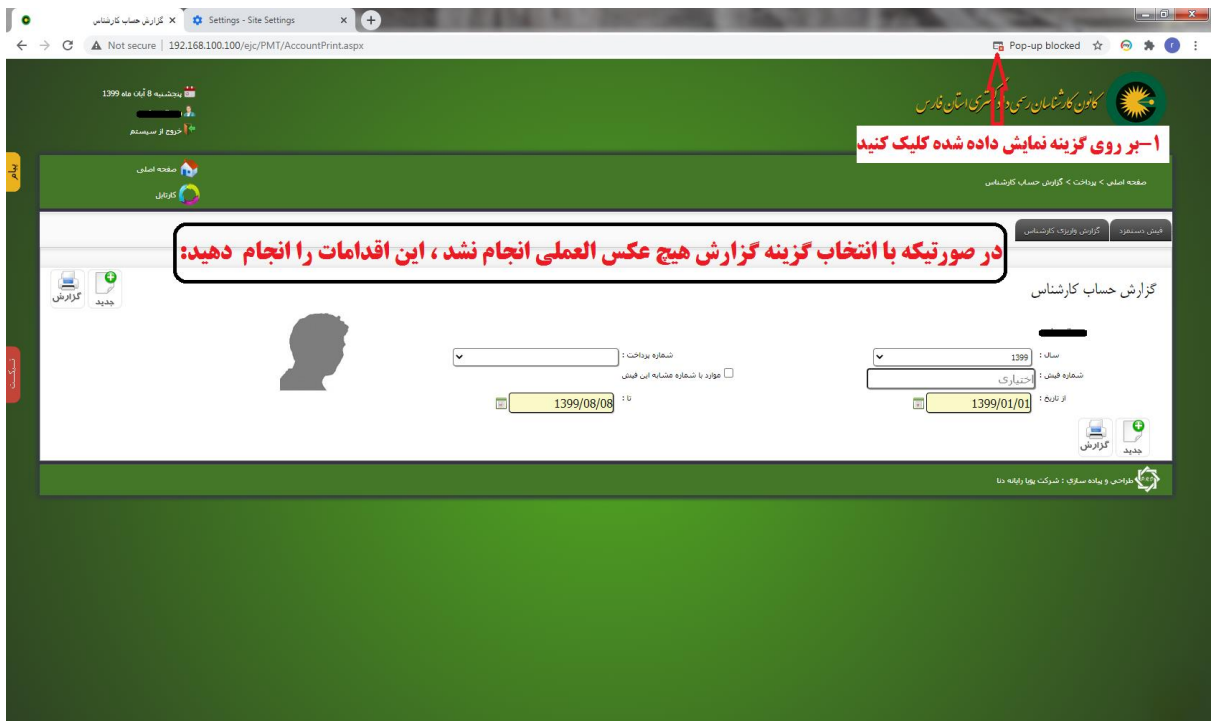 گزارش حساب کارشناس
Settings - Site Settings
Not secure | 192.168.100.100/ejc/PMT/AccountPrint.aspx
Pop-up blocked
پنجشنبه 8 آبان ماه 1399
خروج از سیستم
کانون کارشناسان رسمی دادگستری استان فارس
۱-بر روی گزینه نمایش داده شده کلیک کنید
پیام
صفحه اصلی
کارتابل
صفحه اصلی > پرداخت > گزارش حساب کارشناس
فیش دستمزد
گزارش واریزی کارشناس
در صورتیکه با انتخاب گزینه گزارش هیچ عکس العملی انجام نشد ، این اقدامات را انجام دهید:
جدید
گزارش
گزارش حساب کارشناس
سال : 1399
شماره پرداخت :
شماره فیش : اختیاری
موارد با شماره مشابه این فیش
از تاریخ : 1399/01/01
تا : 1399/08/08
تیکت
جدید
گزارش
طراحی و پیاده سازی : شرکت پویا رایانه دنا